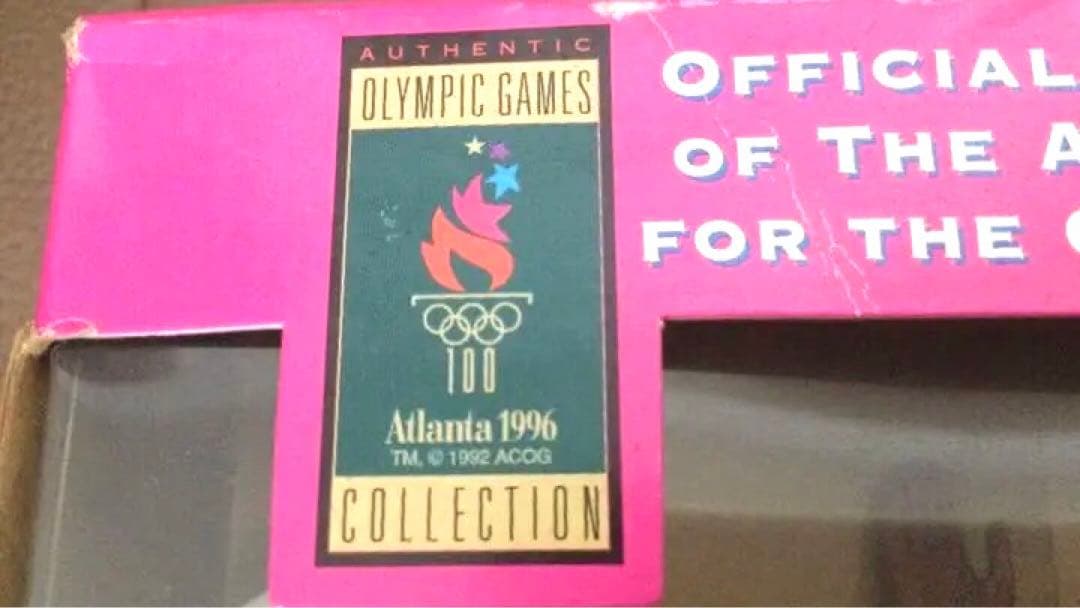 AUTHENTIC
OLYMPIC GAMES
100
Atlanta 1996
TM, © 1992 ACOG
COLLECTION
OFFICIAL
OF THE A
FOR THE